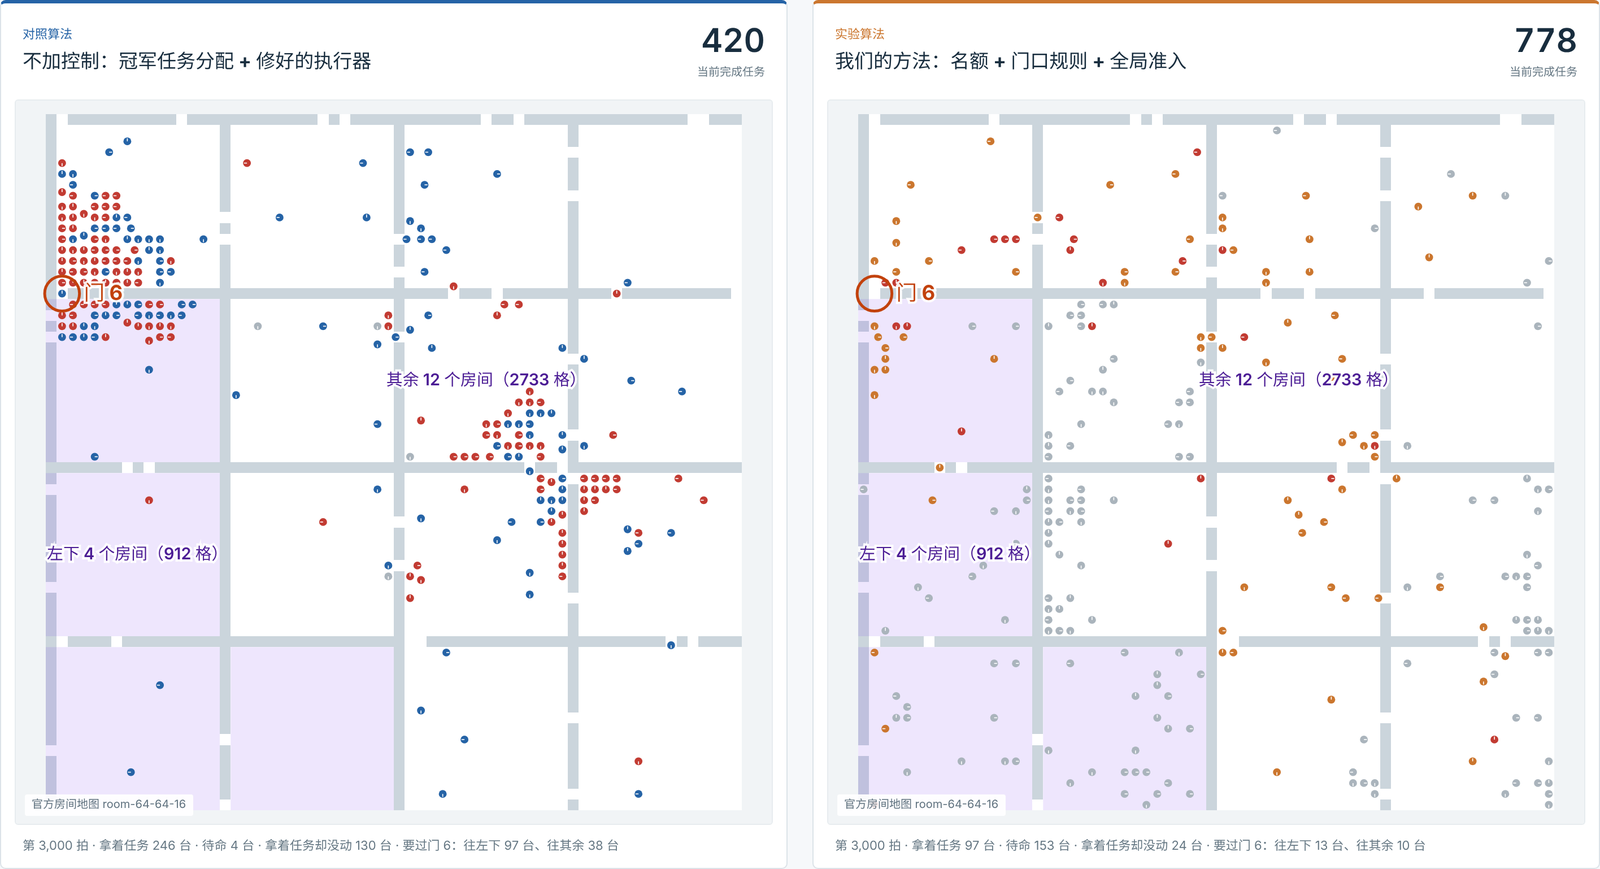 对照算法
不加控制：冠军任务分配 + 修好的执行器
420
当前完成任务
门 6
其余 12 个房间（2733 格）
左下 4 个房间（912 格）
官方房间地图 room-64-64-16
第 3,000 拍 · 拿着任务 246 台 · 待命 4 台 · 拿着任务却没动 130 台 · 要过门 6：往左下 97 台、往其余 38 台
实验算法
我们的方法：名额 + 门口规则 + 全局准入
778
当前完成任务
门 6
其余 12 个房间（2733 格）
左下 4 个房间（912 格）
官方房间地图 room-64-64-16
第 3,000 拍 · 拿着任务 97 台 · 待命 153 台 · 拿着任务却没动 24 台 · 要过门 6：往左下 13 台、往其余 10 台